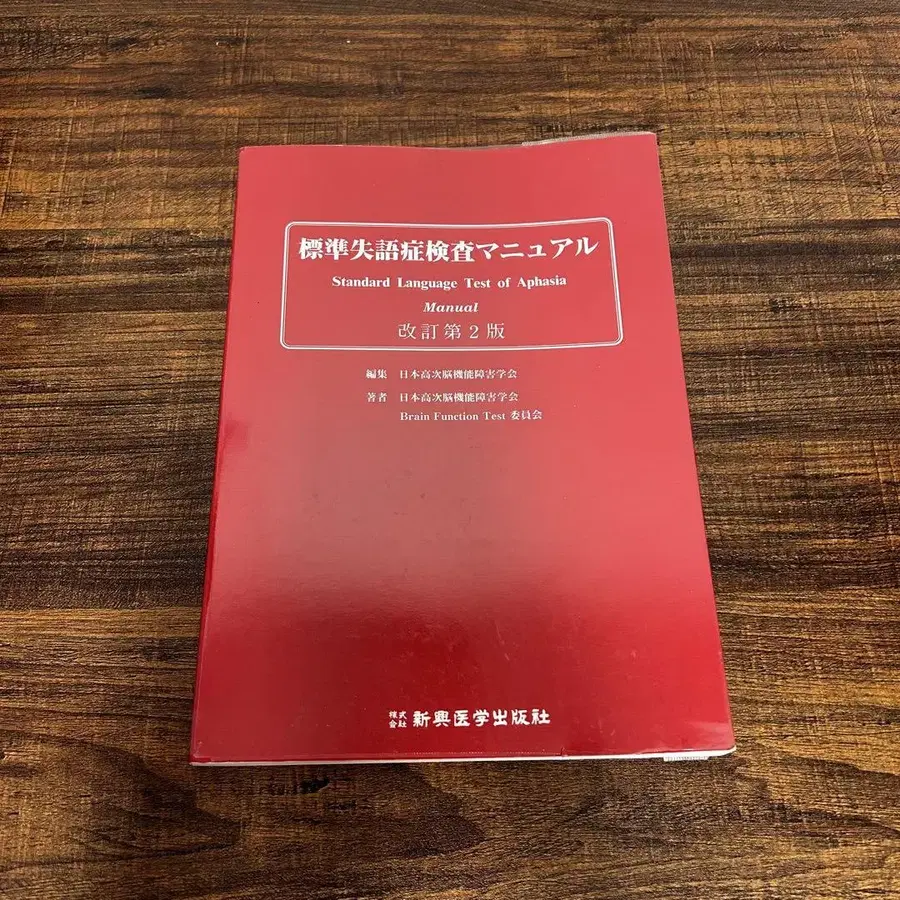 標準失語症検査マニュアル
Standard Language Test of Aphasia
Manual
改訂第2版
編集 日本高次脳機能障害学会
著者 日本高次脳機能障害学会
Brain Function Test 委員会
株式会社 新興医学出版社